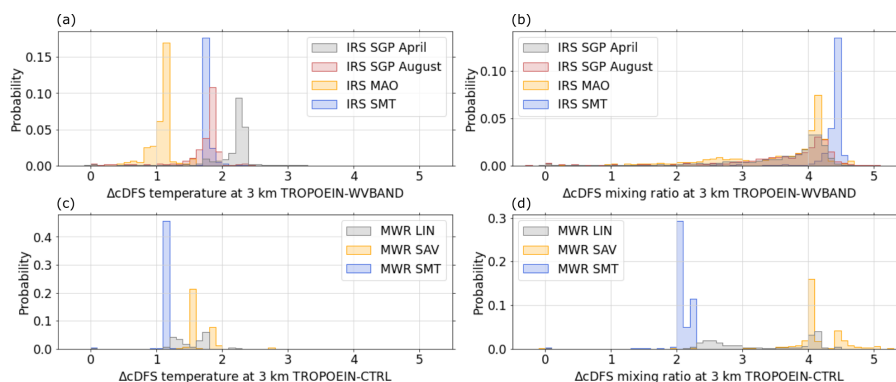 (a)
Probability
0.15
0.10
0.05
0.00
IRS SGP April
IRS SGP August
IRS MAO
IRS SMT
0 1 2 3 4 5
ΔcDFS temperature at 3 km TROPOEIN-WVBAND
(b)
Probability
0.10
0.05
0.00
IRS SGP April
IRS SGP August
IRS MAO
IRS SMT
0 1 2 3 4 5
ΔcDFS mixing ratio at 3 km TROPOEIN-WVBAND
(c)
Probability
0.4
0.3
0.2
0.1
0.0
MWR LIN
MWR SAV
MWR SMT
0 1 2 3 4 5
ΔcDFS temperature at 3 km TROPOEIN-CTRL
(d)
Probability
0.3
0.2
0.1
0.0
MWR LIN
MWR SAV
MWR SMT
0 1 2 3 4 5
ΔcDFS mixing ratio at 3 km TROPOEIN-CTRL